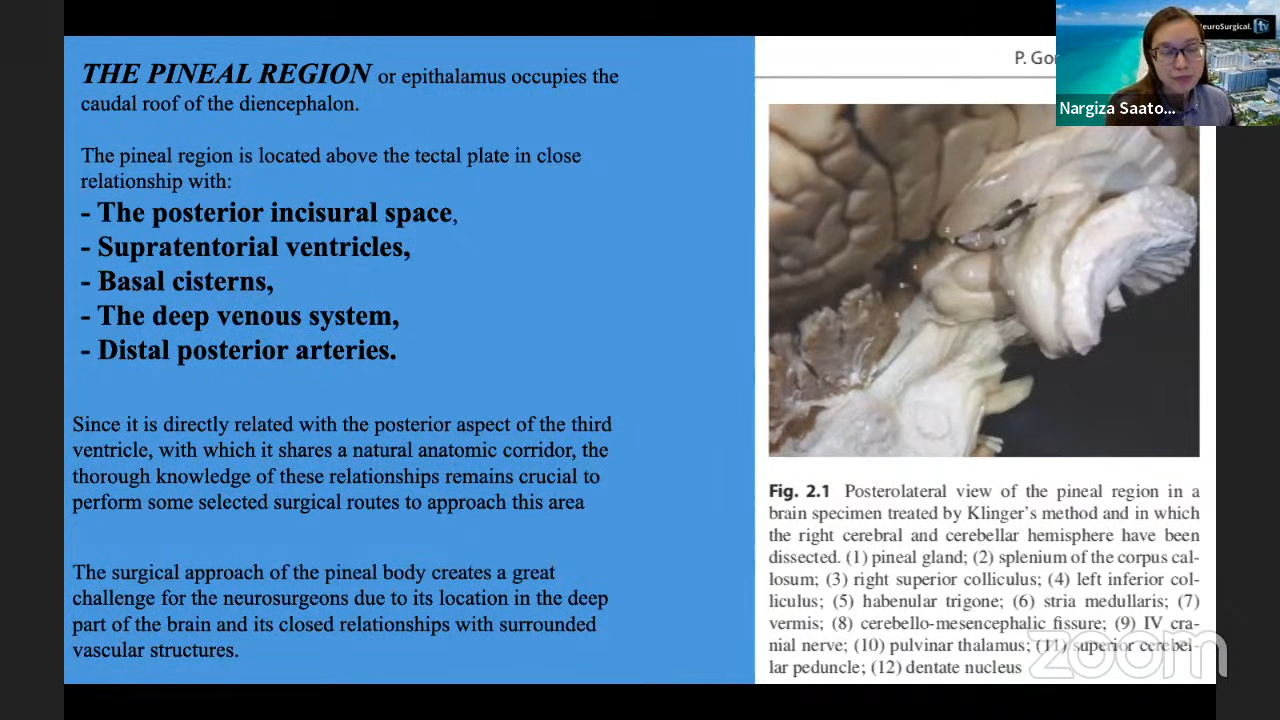 THE PINEAL REGION or epithalamus occupies the
caudal roof of the diencephalon.
The pineal region is located above the tectal plate in close
relationship with:
- The posterior incisural space,
- Supratentorial ventricles,
- Basal cisterns,
- The deep venous system,
- Distal posterior arteries.
Since it is directly related with the posterior aspect of the third
ventricle, with which it shares a natural anatomic corridor, the
thorough knowledge of these relationships remains crucial to
perform some selected surgical routes to approach this area
The surgical approach of the pineal body creates a great
challenge for the neurosurgeons due to its location in the deep
part of the brain and its closed relationships with surrounded
vascular structures.
P. Gor
euroSurgical. tv
Nargiza Saato...
Fig. 2.1 Posterolateral view of the pineal region in a
brain specimen treated by Klinger's method and in which
the right cerebral and cerebellar hemisphere have been
dissected. (1) pineal gland; (2) splenium of the corpus cal-
losum; (3) right superior colliculus; (4) left inferior col-
liculus; (5) habenular trigone; (6) stria medullaris; (7)
vermis; (8) cerebello-mesencephalic fissure; (9) IV cra-
nial nerve; (10) pulvinar thalamus; (11) superior cerebel-
lar peduncle; (12) dentate nucleus
zoom